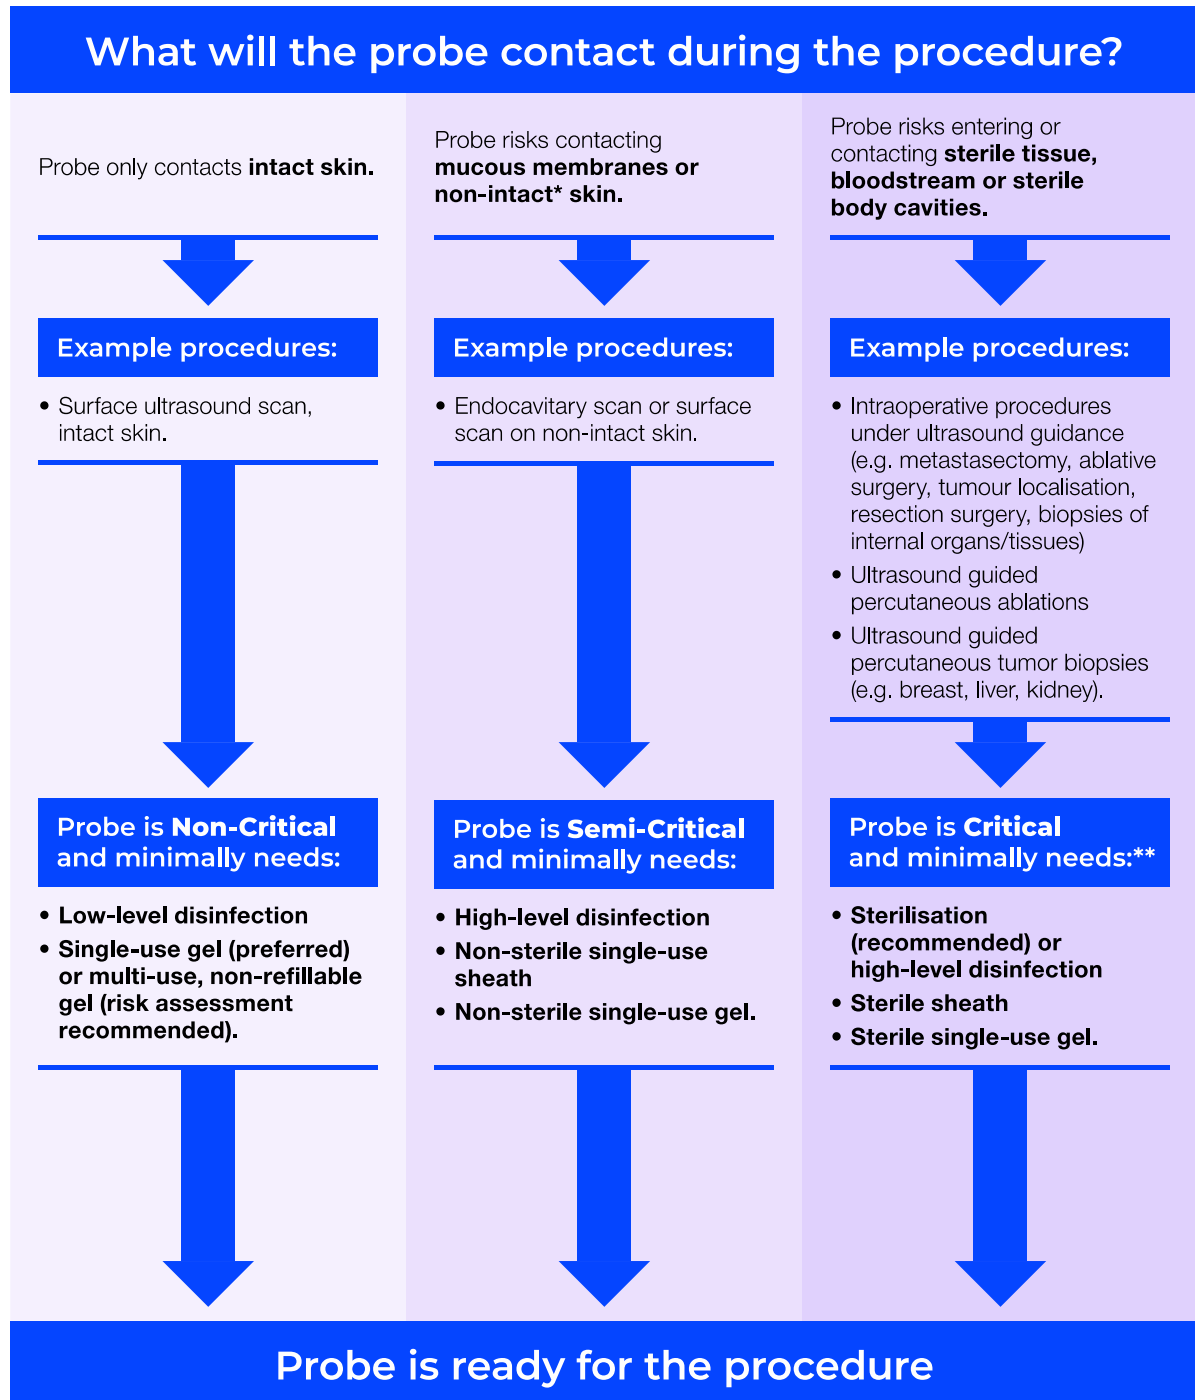 What will the probe contact during the procedure?
Probe only contacts intact skin.
Example procedures:
• Surface ultrasound scan,
intact skin.
Probe is Non-Critical
and minimally needs:
• Low-level disinfection
• Single-use gel (preferred)
or multi-use, non-refillable
gel (risk assessment
recommended).
Probe risks contacting
mucous membranes or
non-intact* skin.
Example procedures:
• Endocavitary scan or surface
scan on non-intact skin.
Probe is Semi-Critical
and minimally needs:
• High-level disinfection
• Non-sterile single-use
sheath
• Non-sterile single-use gel.
Probe risks entering or
contacting sterile tissue,
bloodstream or sterile
body cavities.
Example procedures:
• Intraoperative procedures
under ultrasound guidance
(e.g. metastasectomy, ablative
surgery, tumour localisation,
resection surgery, biopsies of
internal organs/tissues)
• Ultrasound guided
percutaneous ablations
• Ultrasound guided
percutaneous tumor biopsies
(e.g. breast, liver, kidney).
Probe is Critical
and minimally needs:**
• Sterilisation
(recommended) or
high-level disinfection
• Sterile sheath
• Sterile single-use gel.
Probe is ready for the procedure